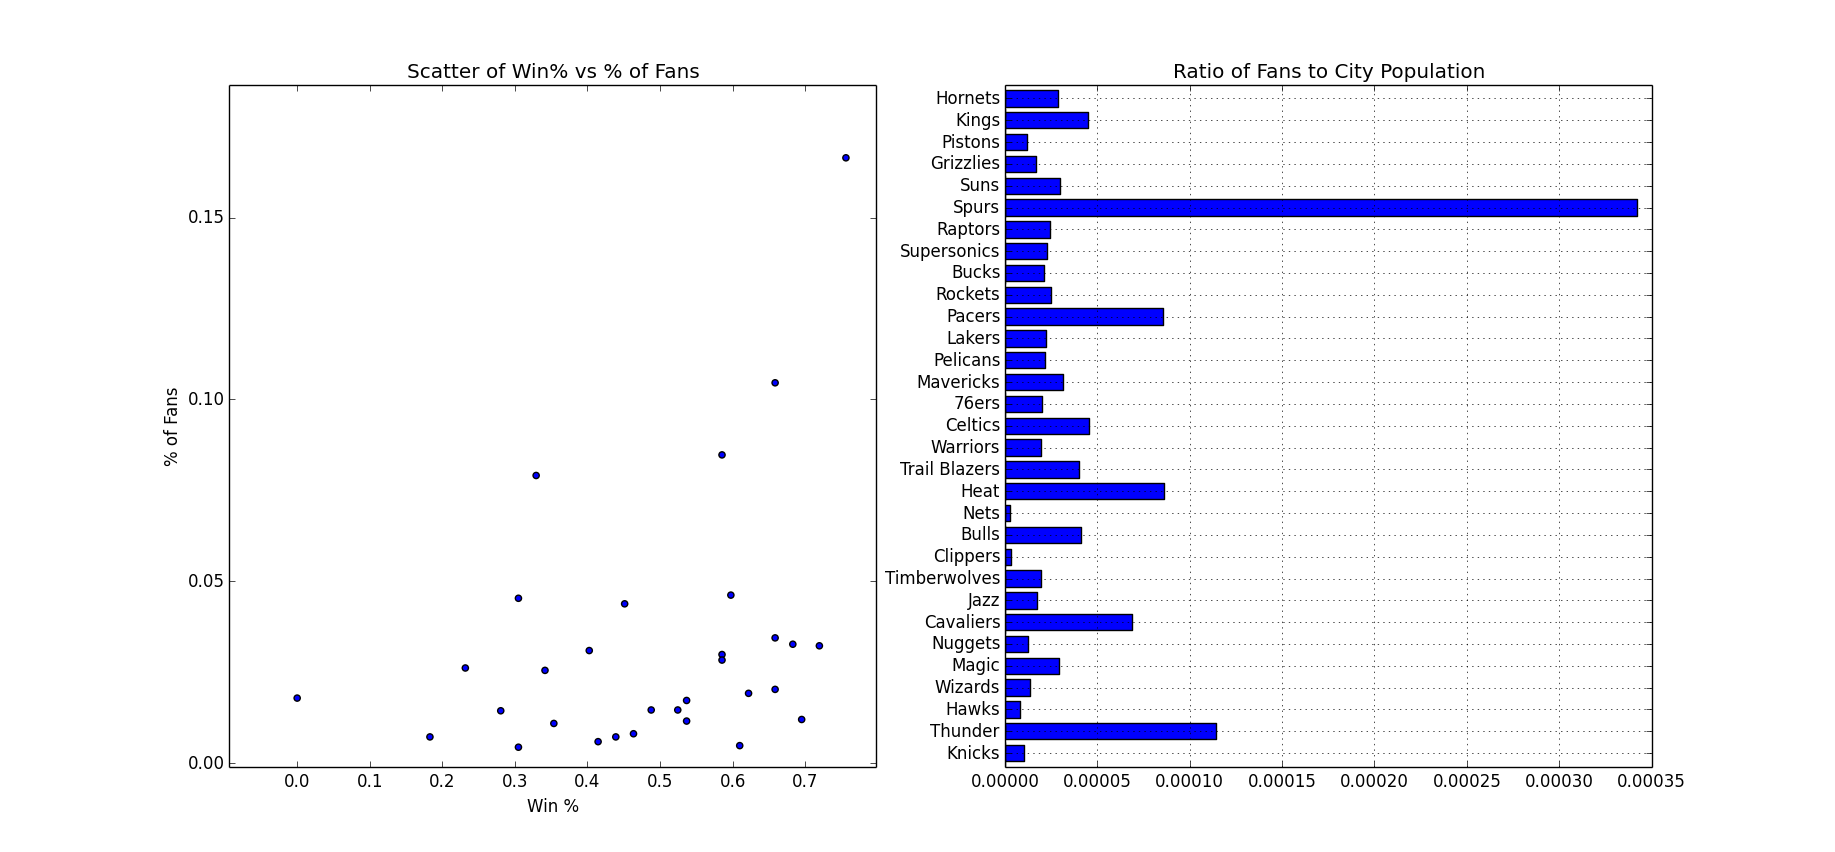 Scatter of Win% vs % of Fans
% of Fans
0.15
0.10
0.05
0.00
0.0 0.1 0.2 0.3 0.4 0.5 0.6 0.7
Win %
Ratio of Fans to City Population
Hornets
Kings
Pistons
Grizzlies
Suns
Spurs
Raptors
Supersonics
Bucks
Rockets
Pacers
Lakers
Pelicans
Mavericks
76ers
Celtics
Warriors
Trail Blazers
Heat
Nets
Bulls
Clippers
Timberwolves
Jazz
Cavaliers
Nuggets
Magic
Wizards
Hawks
Thunder
Knicks
0.00000 0.00005 0.00010 0.00015 0.00020 0.00025 0.00030 0.00035